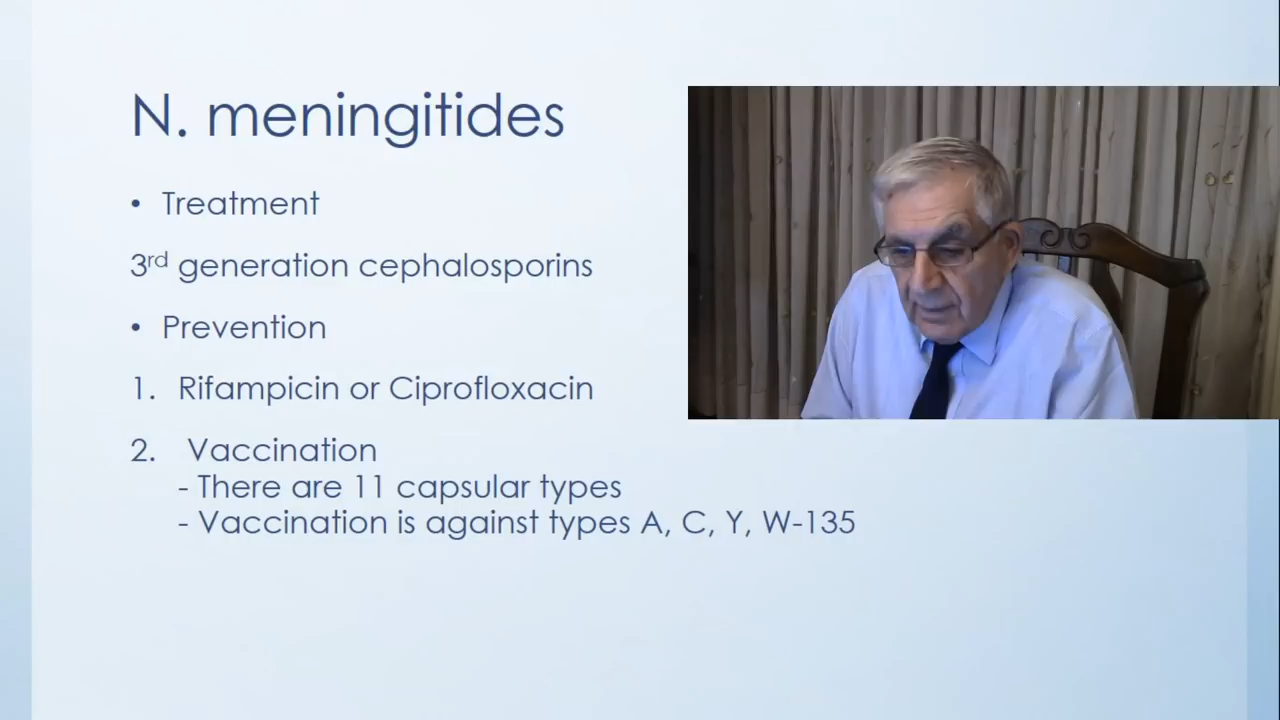 N. meningitides
• Treatment
3rd generation cephalosporins
• Prevention
1. Rifampicin or Ciprofloxacin
2. Vaccination
- There are 11 capsular types
- Vaccination is against types A, C, Y, W-135